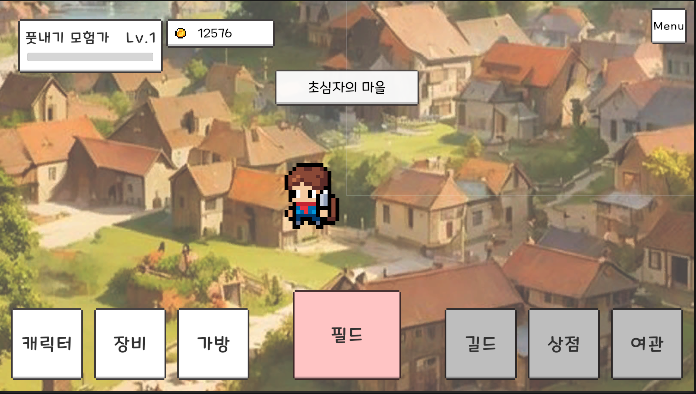 풋내기 모험가 Lv.1
12576
Menu
초심자의 마을
캐릭터
장비
가방
필드
길드
상점
여관